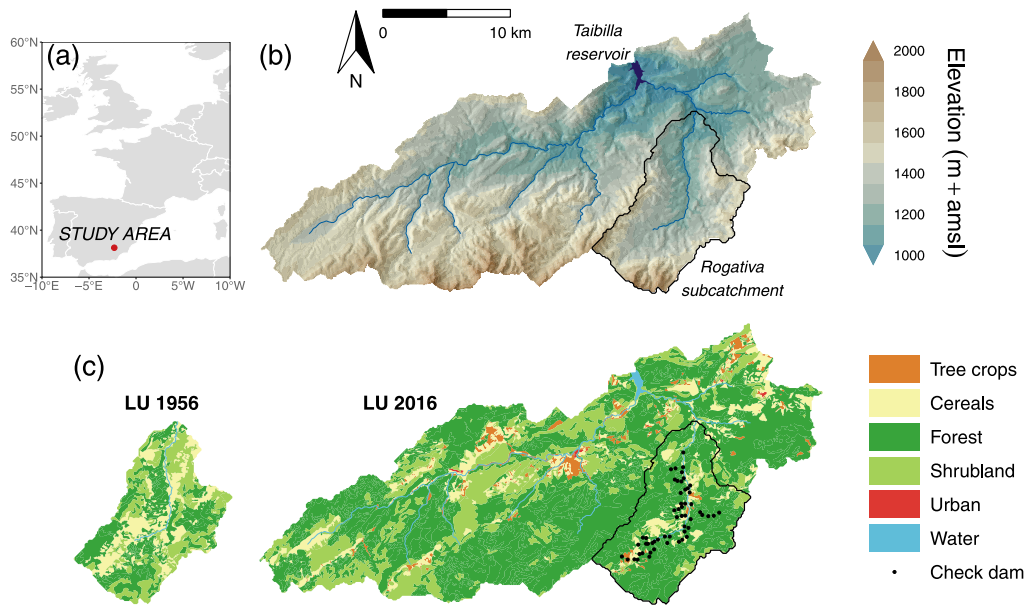 (a)
60°N
55°N
50°N
45°N
40°N
35°N
−10°E
−5°W
0°
5°W
10°W
STUDY AREA
(b)
N
0
10 km
Taibilla
reservoir
Rogativa
subcatchment
2000
1800
1600
1400
1200
1000
Elevation (m + amsl)
(c)
LU 1956
LU 2016
Tree crops
Cereals
Forest
Shrubland
Urban
Water
Check dam